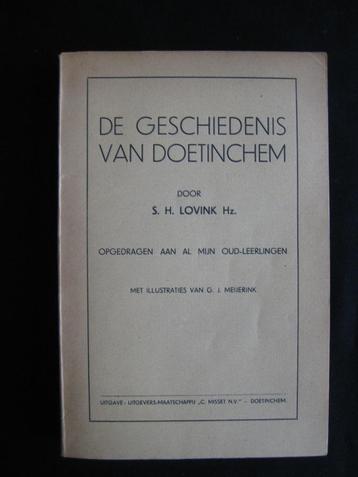 DE GESCHIEDENIS
VAN DOETINCHEM
DOOR
S. H. LOVINK Hz.
OPGEDRAGEN AAN AL MIJN OUD-LEERLINGEN
MET ILLUSTRATIES VAN G. J. MEIJERINK
UITGAVE: UITGEVERS-MAATSCHAPPIJ „C. MISSET N.V." - DOETINCHEM